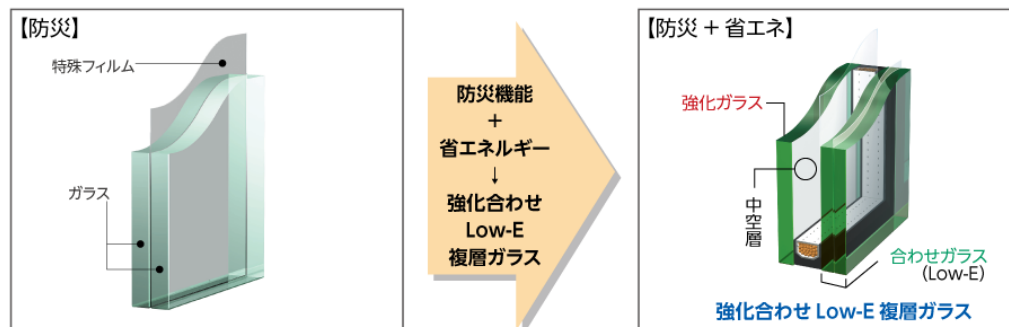 【防災】
特殊フィルム
ガラス
防災機能
+
省エネルギー
↓
強化合わせ
Low-E
複層ガラス
【防災 + 省エネ】
強化ガラス
中空層
合わせガラス
(Low-E)
強化合わせ Low-E 複層ガラス